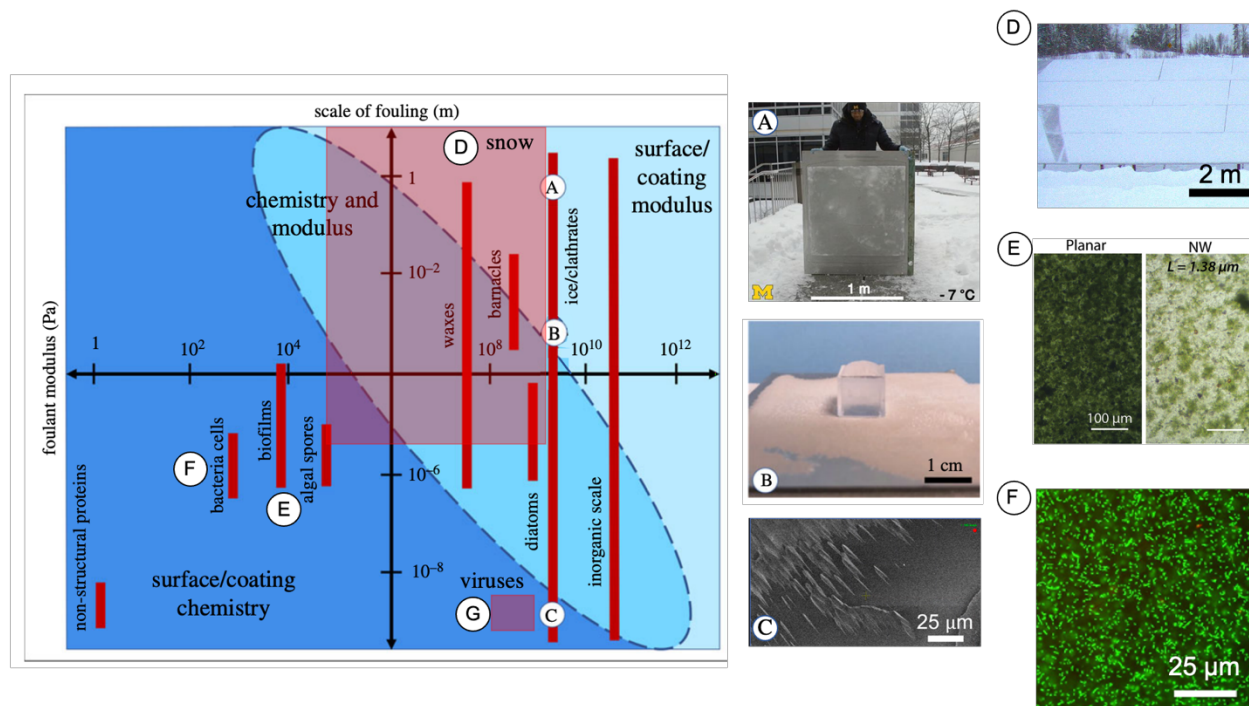 scale of fouling (m)
D
snow
surface/
coating
modulus
chemistry and
modulus
1
A
10⁻²
waxes
barnacles
ice/clathrates
B
foulant modulus (Pa)
1
10²
10⁴
10⁸
10¹⁰
10¹²
bacteria cells
biofilms
algal spores
F
E
10⁻⁶
diatoms
inorganic scale
non-structural proteins
surface/coating
chemistry
10⁻⁸
viruses
G
C
A
1 m
M
- 7 °C
B
1 cm
C
25 µm
D
2 m
E
Planar
NW
L = 1.38 µm
100 µm
F
25 µm